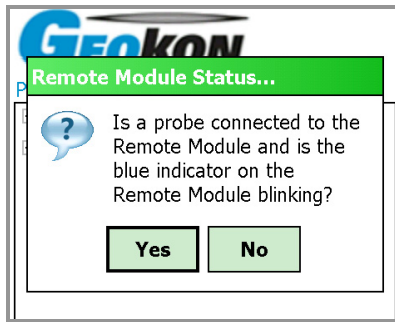 GEOKON
P
Remote Module Status...
?
Is a probe connected to the
Remote Module and is the
blue indicator on the
Remote Module blinking?
Yes No